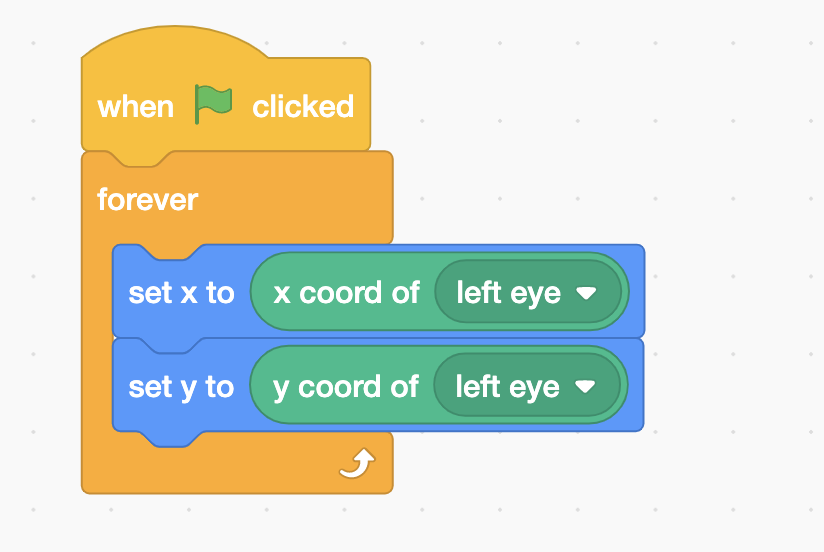 when clicked
forever
set x to x coord of left eye
set y to y coord of left eye